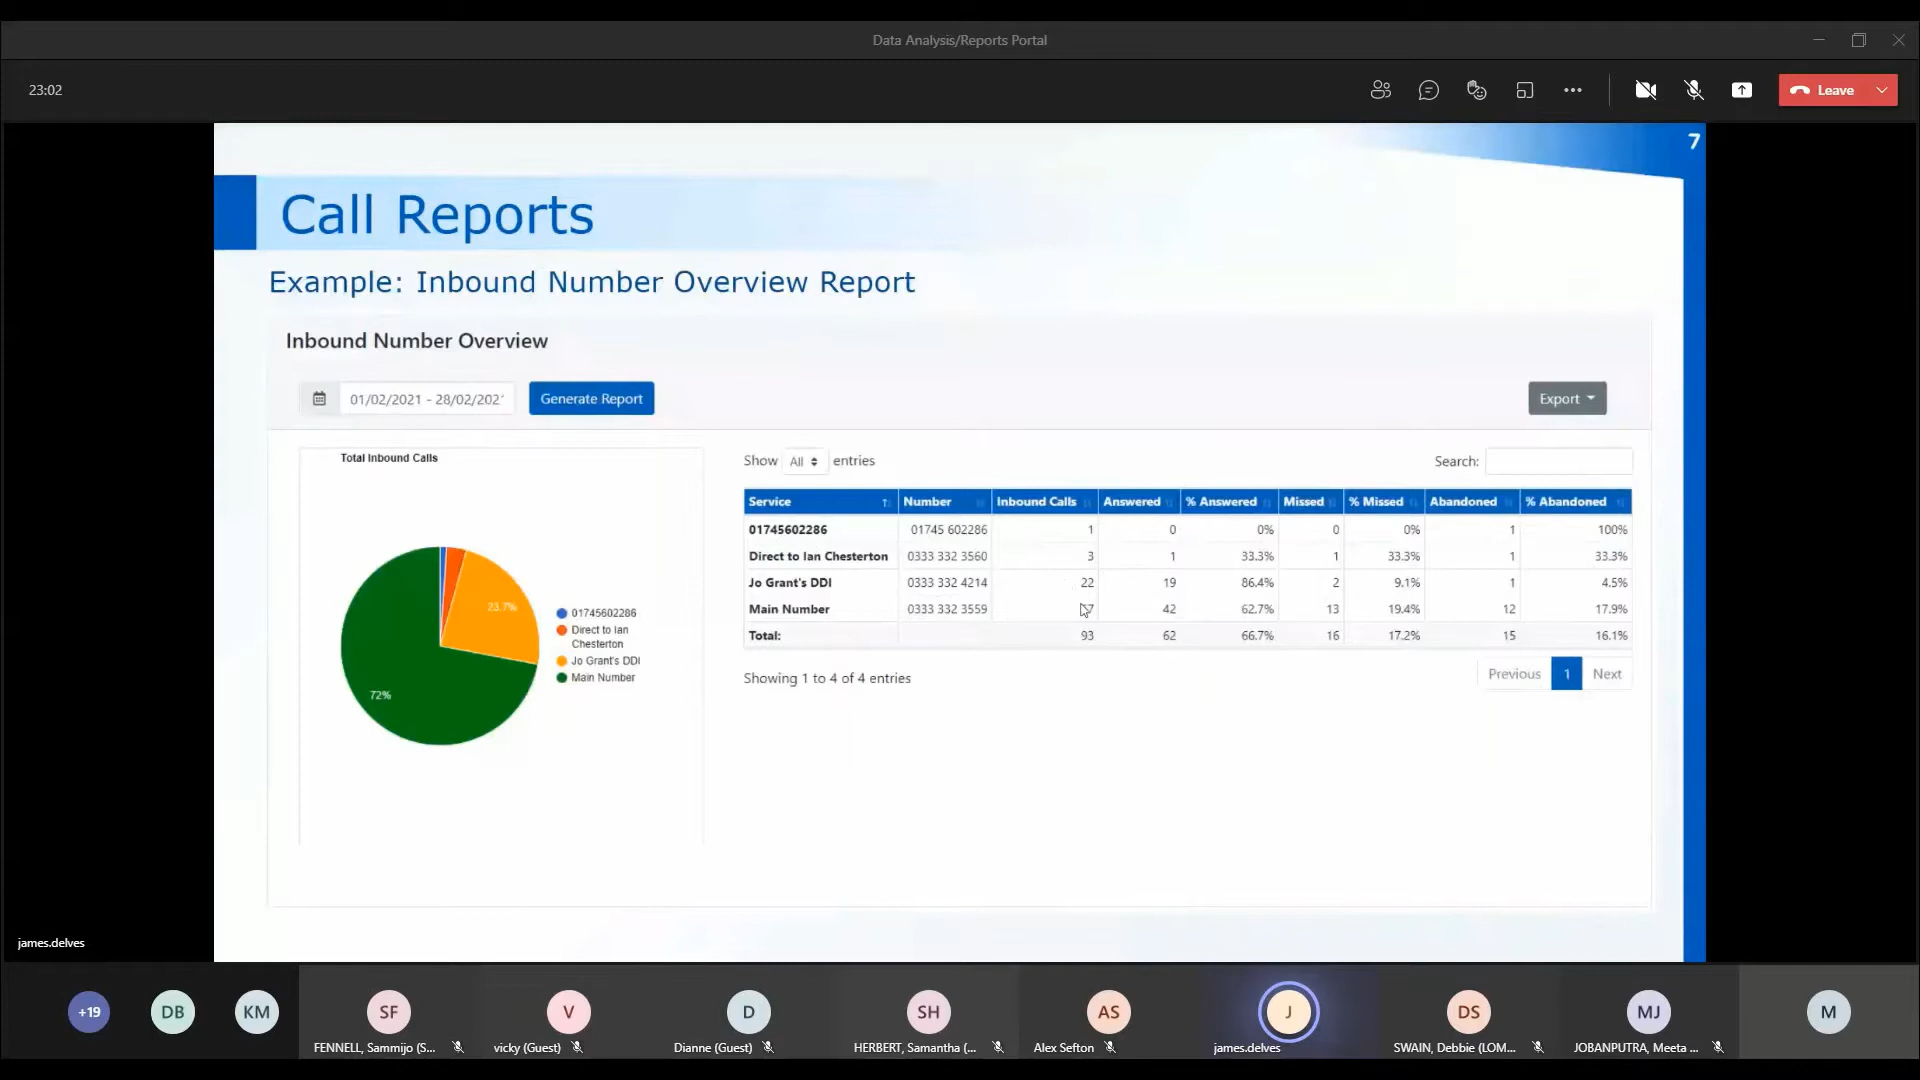 Data Analysis/Reports Portal
23:02
Leave
7
Call Reports
Example: Inbound Number Overview Report
Inbound Number Overview
01/02/2021 - 28/02/202
Generate Report
Export
Total Inbound Calls
23.7%
72%
01745602286
Direct to Ian
Chesterton
Jo Grant's DDI
Main Number
Show All entries
Search:
Service Number Inbound Calls Answered % Answered Missed % Missed Abandoned % Abandoned
01745602286 01745 602286 1 0 0% 0 0% 1 100%
Direct to Ian Chesterton 0333 332 3560 3 1 33.3% 1 33.3% 1 33.3%
Jo Grant's DDI 0333 332 4214 22 19 86.4% 2 9.1% 1 4.5%
Main Number 0333 332 3559 42 62.7% 13 19.4% 12 17.9%
Total: 93 62 66.7% 16 17.2% 15 16.1%
Showing 1 to 4 of 4 entries
Previous 1 Next
james.delves
+19 DB KM SF V D SH AS J DS MJ M
FENNELL, Sammijo (S... vicky (Guest) Dianne (Guest) HERBERT, Samantha (... Alex Sefton james.delves SWAIN, Debbie (LOM... JOBANPUTRA, Meeta ...